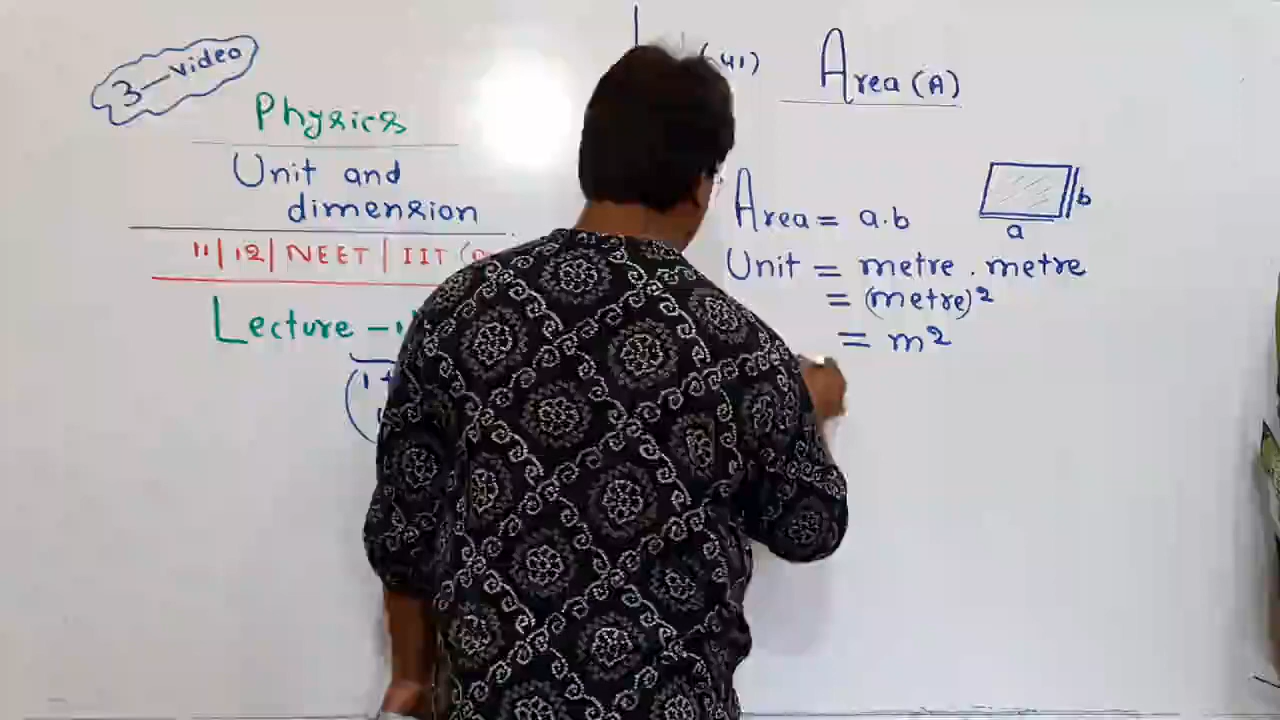 3-video
Physics
Unit and
dimension
11/12/NEET/IIT
Lecture -
Area (A)
Area = a.b
b
a
Unit = metre . metre
= (metre)2
= m2